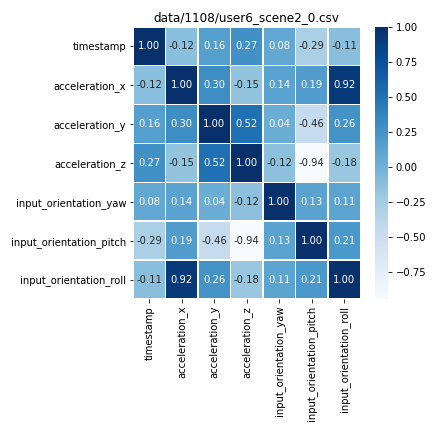 data/1108/user6_scene2_0.csv
timestamp 1.00 -0.12 0.16 0.27 0.08 -0.29 -0.11
acceleration_x -0.12 1.00 0.30 -0.15 0.14 0.19 0.92
acceleration_y 0.16 0.30 1.00 0.52 0.04 -0.46 0.26
acceleration_z 0.27 -0.15 0.52 1.00 -0.12 -0.94 -0.18
input_orientation_yaw 0.08 0.14 0.04 -0.12 1.00 0.13 0.11
input_orientation_pitch -0.29 0.19 -0.46 -0.94 0.13 1.00 0.21
input_orientation_roll -0.11 0.92 0.26 -0.18 0.11 0.21 1.00
timestamp
acceleration_x
acceleration_y
acceleration_z
input_orientation_yaw
input_orientation_pitch
input_orientation_roll
1.00
0.75
0.50
0.25
0.00
−0.25
−0.50
−0.75